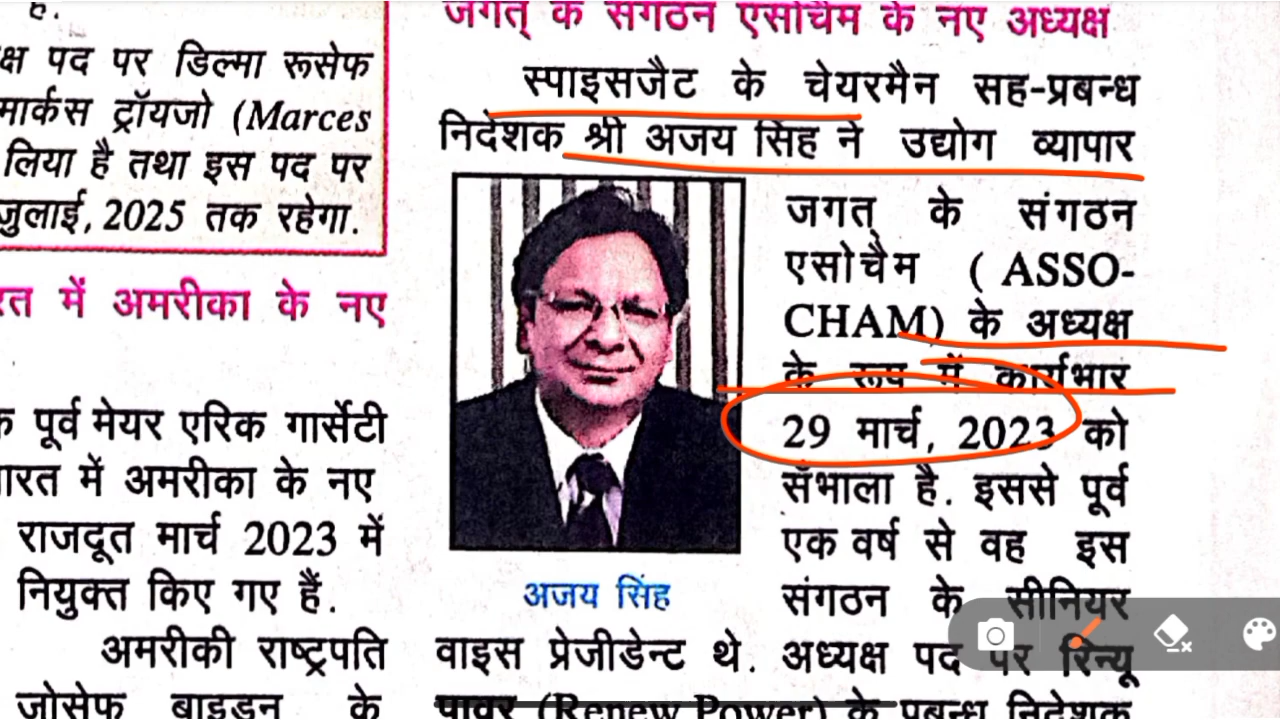 ह.
क्ष पद पर डिल्मा रूसेफ
मार्कस ट्रॉयजो (Marces
लिया है तथा इस पद पर
जुलाई, 2025 तक रहेगा.
रत में अमरीका के नए
क पूर्व मेयर एरिक गार्सेटी
ारत में अमरीका के नए
राजदूत मार्च 2023 में
नियुक्त किए गए हैं.
अमरीकी राष्ट्रपति
जोसेफ बाइडन के
जगत् के संगठन एसोचैम के नए अध्यक्ष
स्पाइसजैट के चेयरमैन सह-प्रबन्ध
निदेशक श्री अजय सिंह ने उद्योग व्यापार
जगत् के संगठन
एसोचैम ( ASSO-
CHAM) के अध्यक्ष
के रूप में कार्यभार
29 मार्च, 2023 को
सँभाला है. इससे पूर्व
एक वर्ष से वह इस
संगठन के सीनियर
अजय सिंह
वाइस प्रेजीडेन्ट थे. अध्यक्ष पद पर रिन्यू
पावर (Renew Power) के प्रबन्ध निदेशक